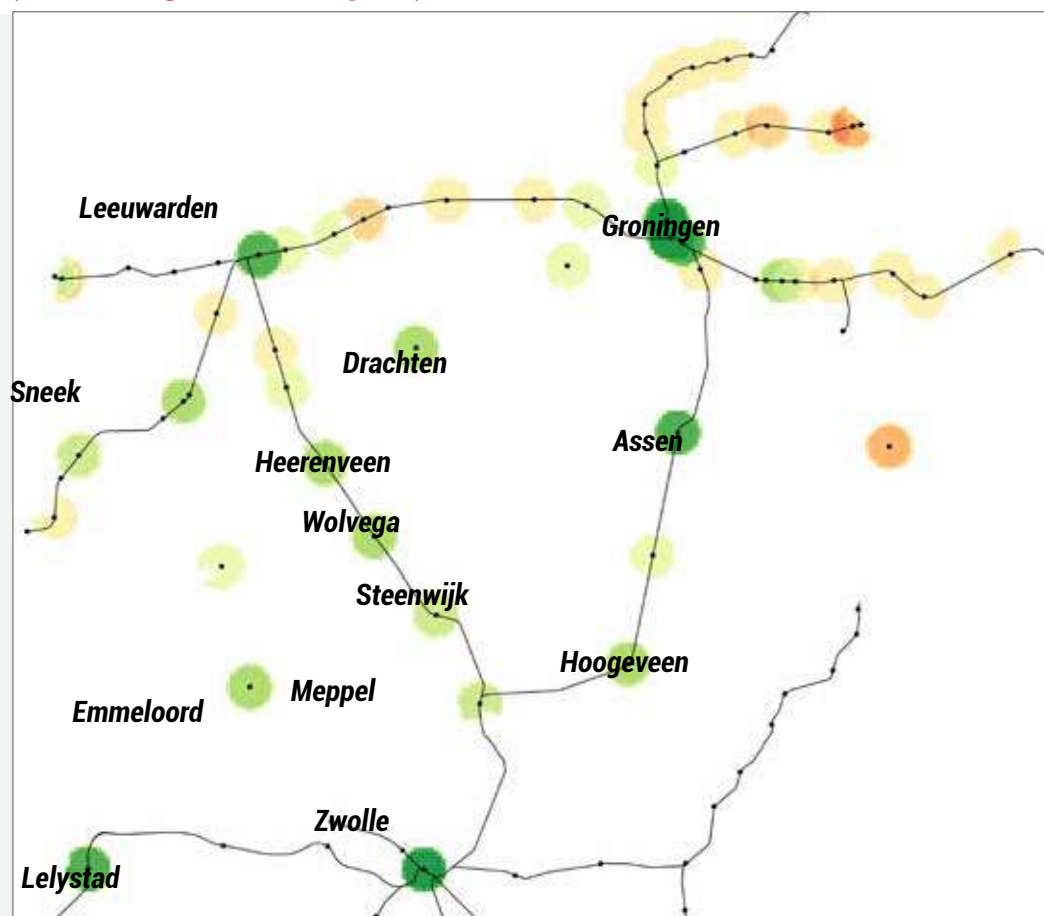 Leeuwarden
Groningen
Drachten
Sneek
Assen
Heerenveen
Wolvega
Steenwijk
Hoogeveen
Meppel
Emmeloord
Zwolle
Lelystad